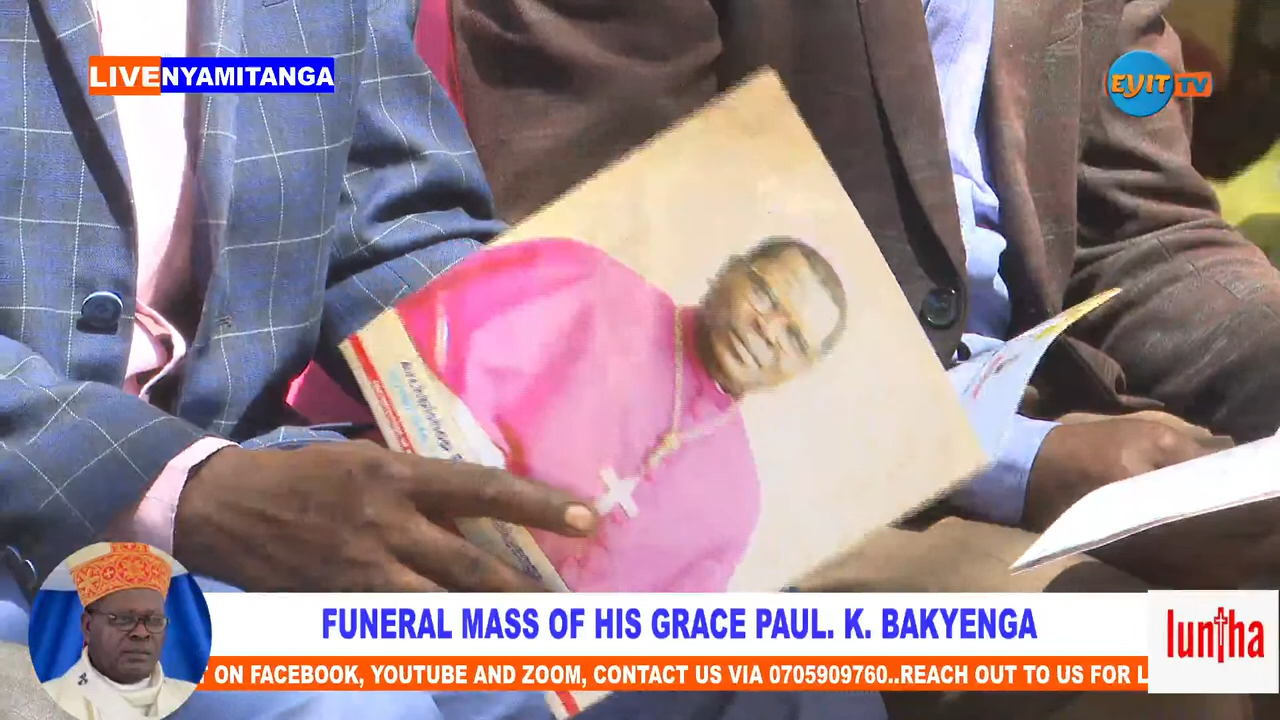 LIVE NYAMITANGA
EVIT TV
FUNERAL MASS OF HIS GRACE PAUL. K. BAKYENGA
ON FACEBOOK, YOUTUBE AND ZOOM, CONTACT US VIA 0705909760..REACH OUT TO US FOR
luntha